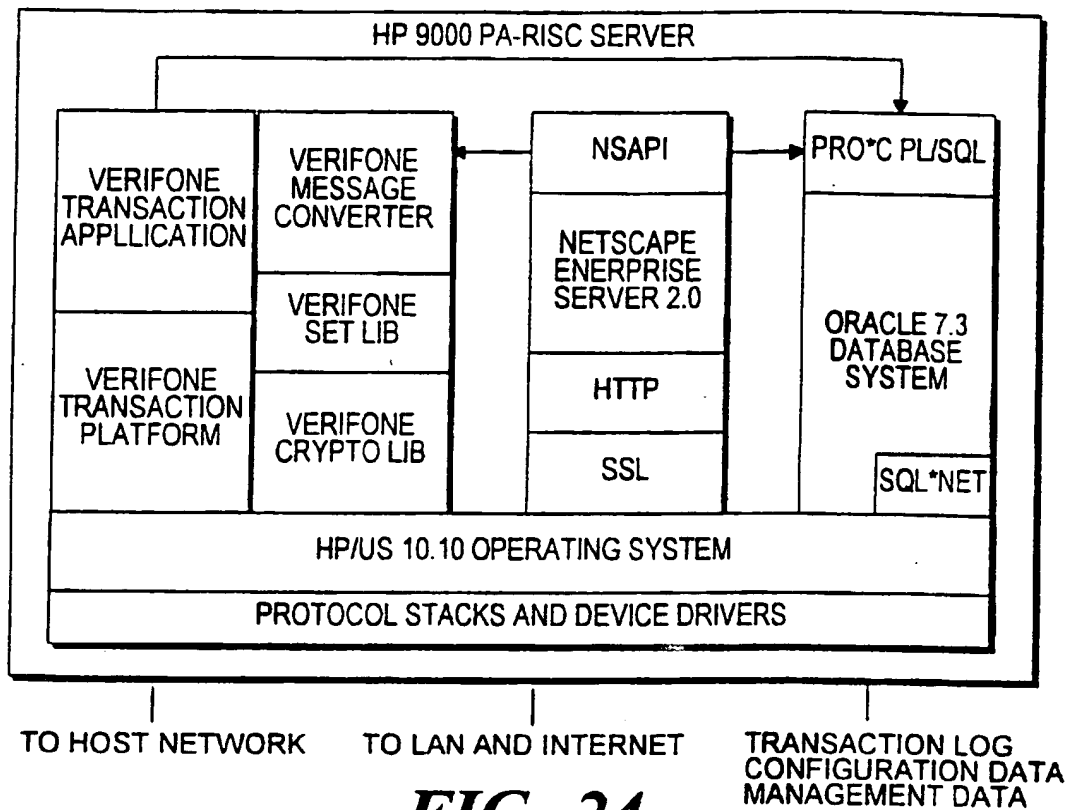 HP 9000 PA-RISC SERVER
VERIFONE
TRANSACTION
APPLLICATION
VERIFONE
TRANSACTION
PLATFORM
VERIFONE
MESSAGE
CONVERTER
VERIFONE
SET LIB
VERIFONE
CRYPTO LIB
NSAPI
NETSCAPE
ENERPRISE
SERVER 2.0
HTTP
SSL
PRO*C PL/SQL
ORACLE 7.3
DATABASE
SYSTEM
SQL*NET
HP/US 10.10 OPERATING SYSTEM
PROTOCOL STACKS AND DEVICE DRIVERS
TO HOST NETWORK
TO LAN AND INTERNET
TRANSACTION LOG
CONFIGURATION DATA
MANAGEMENT DATA
FIG. 24